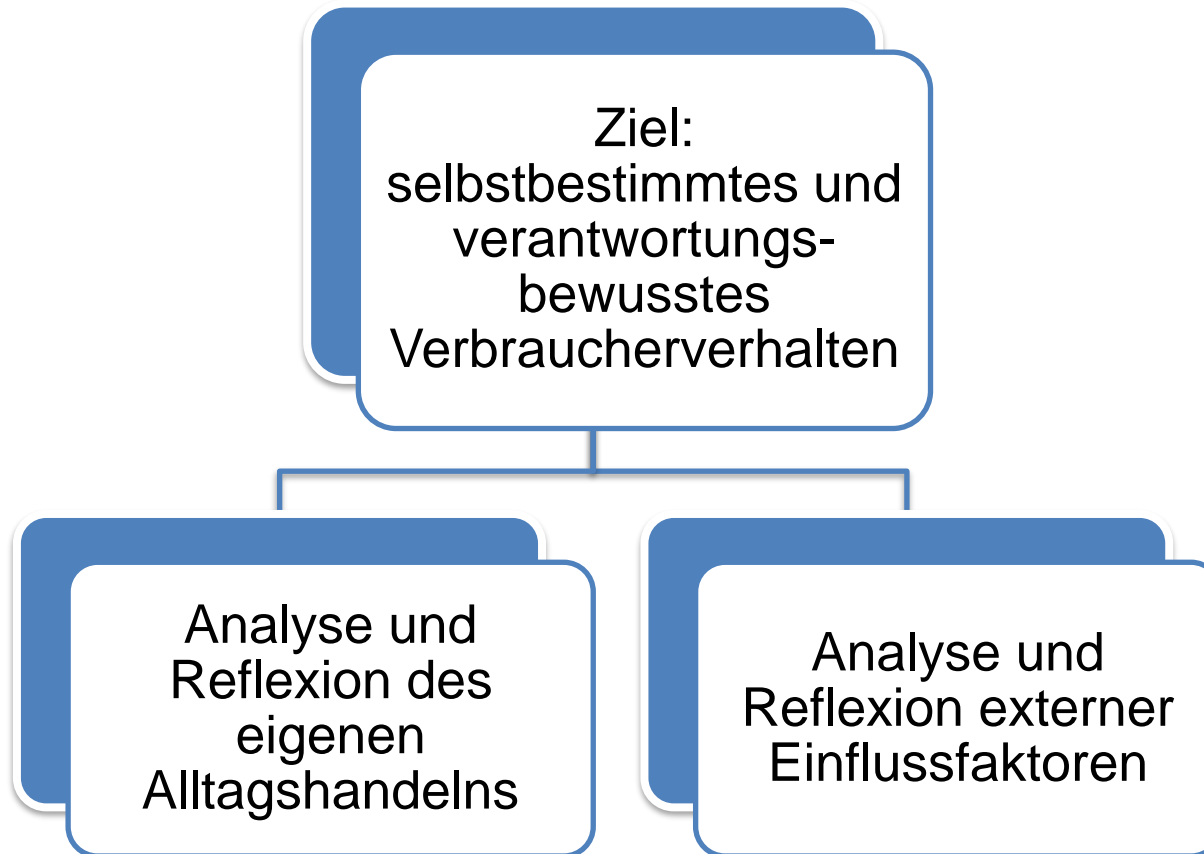 Ziel:
selbstbestimmtes und
verantwortungs-
bewusstes
Verbraucherverhalten
Analyse und
Reflexion des
eigenen
Alltagshandelns
Analyse und
Reflexion externer
Einflussfaktoren